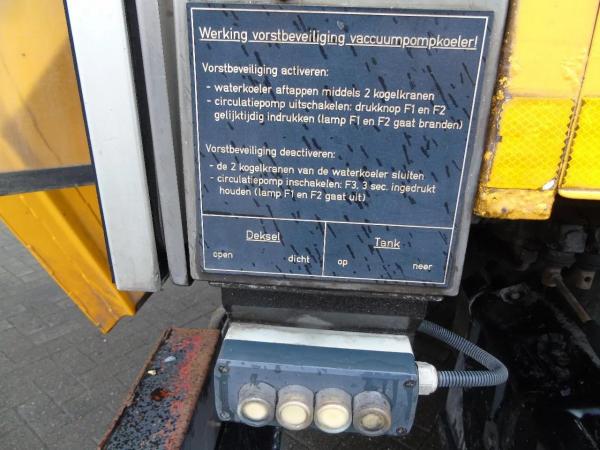 Werking vorstbeveiliging vaccuumpompkoeler!
Vorstbeveiliging activeren:
- waterkoeler aftappen middels 2 kogelkranen
- circulatiepomp uitschakelen: drukknop F1 en F2
gelijktijdig indrukken (lamp F1 en F2 gaat branden)
Vorstbeveiliging deactiveren:
- de 2 kogelkranen van de waterkoeler sluiten
- circulatiepomp inschakelen: F3, 3 sec. ingedrukt
houden (lamp F1 en F2 gaat uit)
Deksel Tank
open dicht op neer